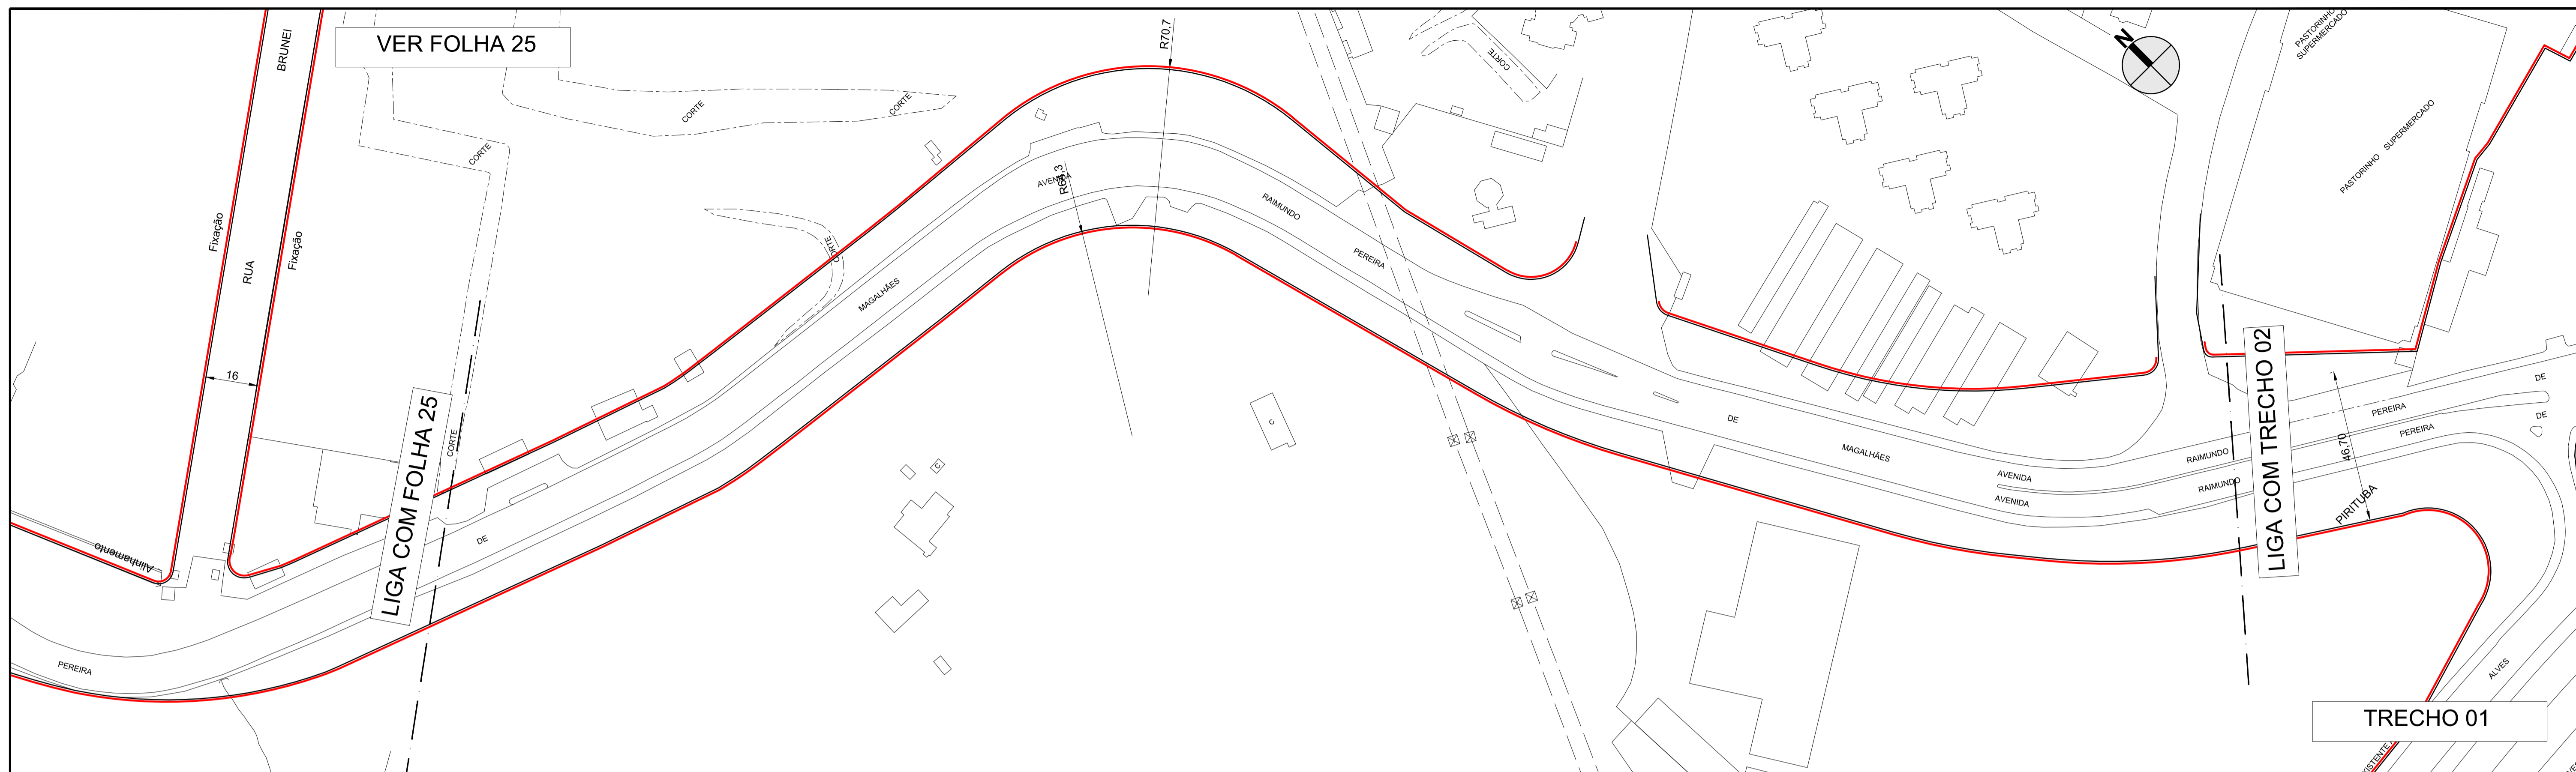 VER FOLHA 25
BRUNEI
RUA
Fixação
Fixação
16
Alinhamento
LIGA COM FOLHA 25
CORTE
CORTE
CORTE
CORTE
CORTE
CORTE
R70,7
N
PASTORINHO
SUPERMERCADO
PASTORINHO SUPERMERCADO
PEREIRA
DE
MAGALHÃES
AVENIDA
RAIMUNDO
PEREIRA
DE
MAGALHÃES
AVENIDA
AVENIDA
RAIMUNDO
RAIMUNDO
PEREIRA
PEREIRA
DE
DE
C
C
LIGA COM TRECHO 02
46,70
PIRITUBA
ALVES
TRECHO 01